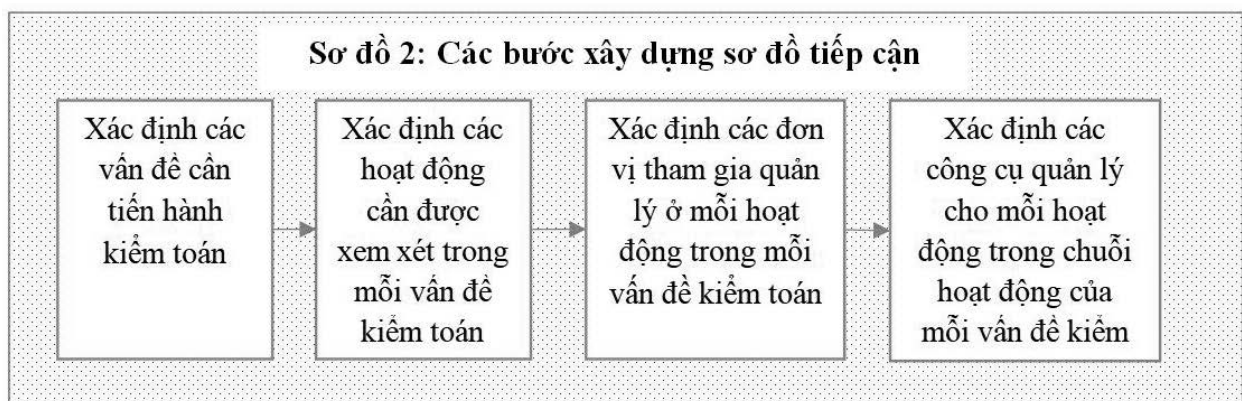 Sơ đồ 2: Các bước xây dựng sơ đồ tiếp cận
Xác định các
vấn đề cần
tiến hành
kiểm toán
Xác định các
hoạt động
cần được
xem xét trong
mỗi vấn đề
kiểm toán
Xác định các đơn
vị tham gia quản
lý ở mỗi hoạt
động trong mỗi
vấn đề kiểm toán
Xác định các
công cụ quản lý
cho mỗi hoạt
động trong chuỗi
hoạt động của
mỗi vấn đề kiểm